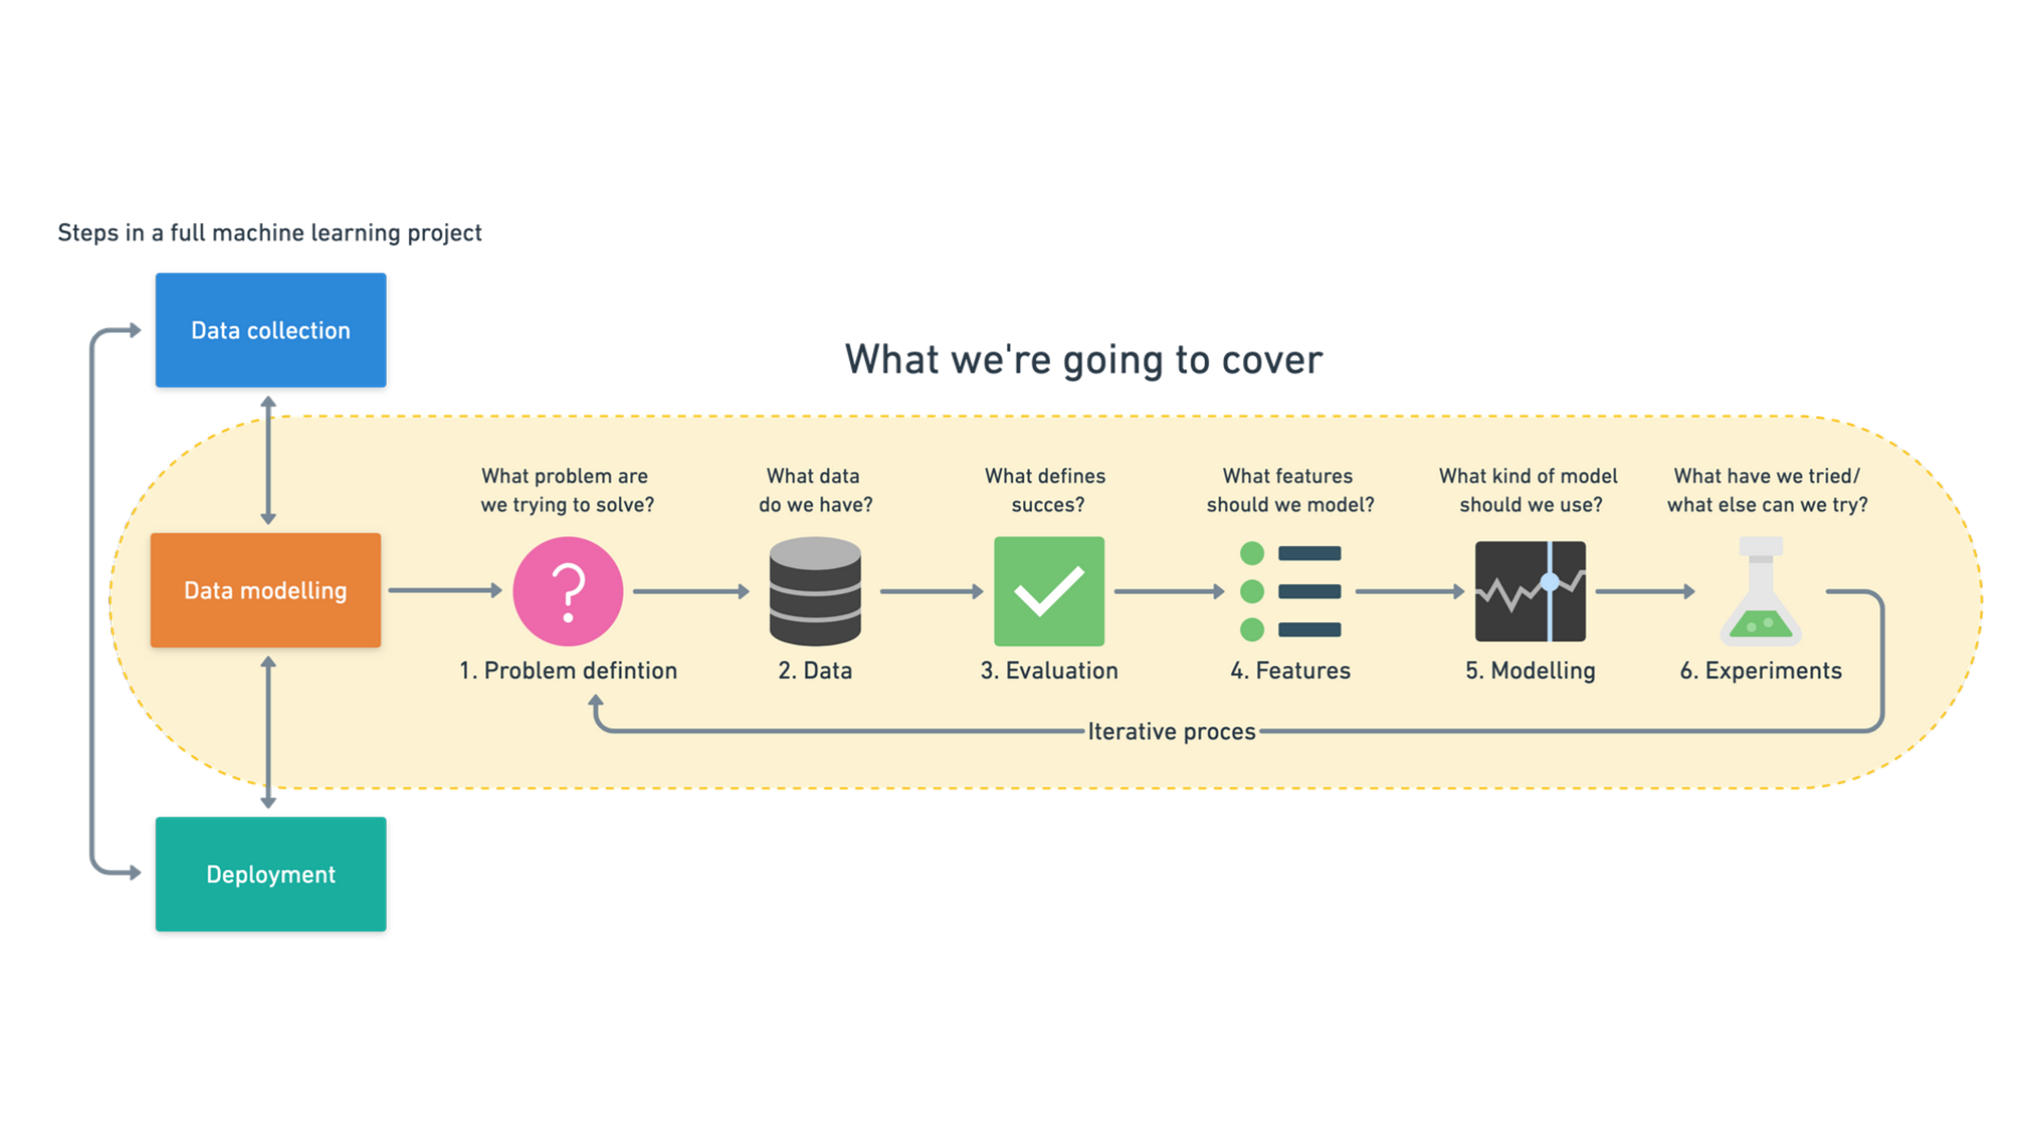 Steps in a full machine learning project
Data collection
What we're going to cover
What problem are
we trying to solve?
What data
do we have?
What defines
succes?
What features
should we model?
What kind of model
should we use?
What have we tried/
what else can we try?
Data modelling
1. Problem defintion
2. Data
3. Evaluation
4. Features
5. Modelling
6. Experiments
Iterative proces
Deployment